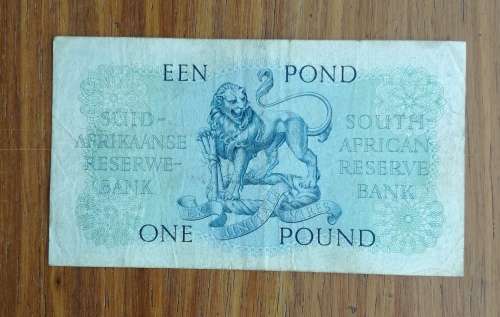 EEN POND
SUID-
AFRIKAANSE
RESERWE-
BANK
SOUTH
AFRICAN
RESERVE
BANK
ONE POUND